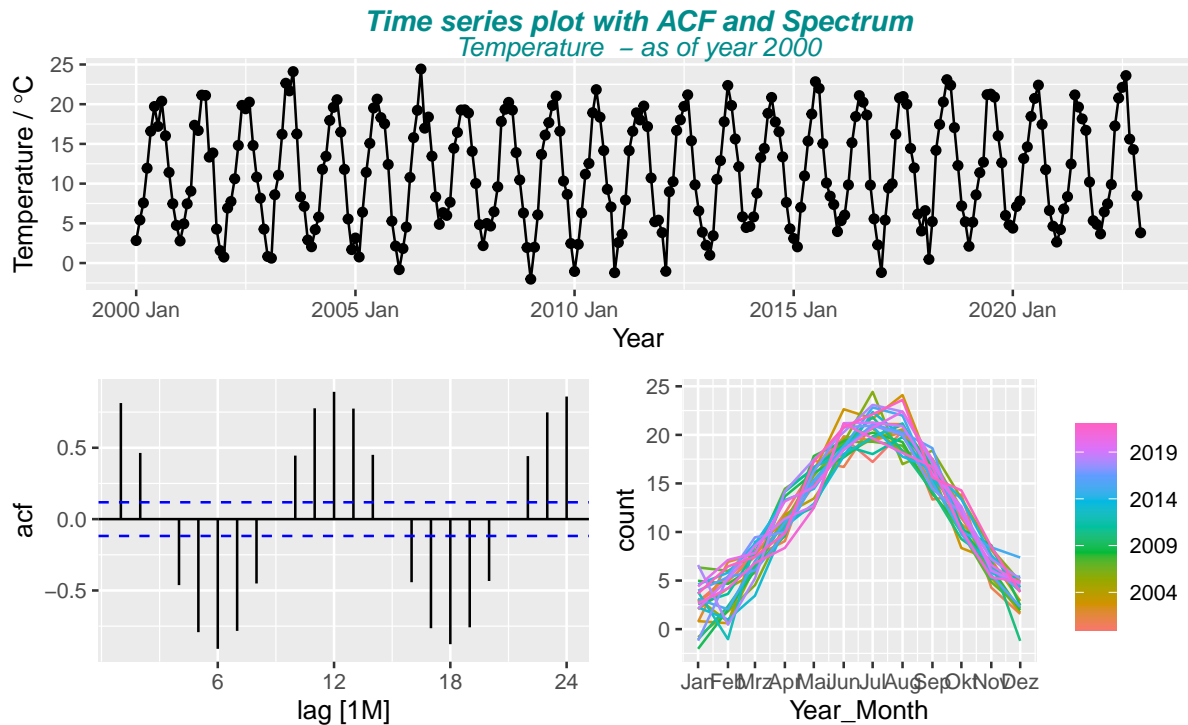 Time series plot with ACF and Spectrum
Temperature – as of year 2000
Temperature / °C
25
20
15
10
5
0
2000 Jan
2005 Jan
2010 Jan
2015 Jan
2020 Jan
Year
acf
0.5
0.0
−0.5
6
12
18
24
lag [1M]
count
25
20
15
10
5
0
Jan Feb Mrz Apr Mai Jun Jul Aug Sep Okt Nov Dez
Year_Month
2019
2014
2009
2004